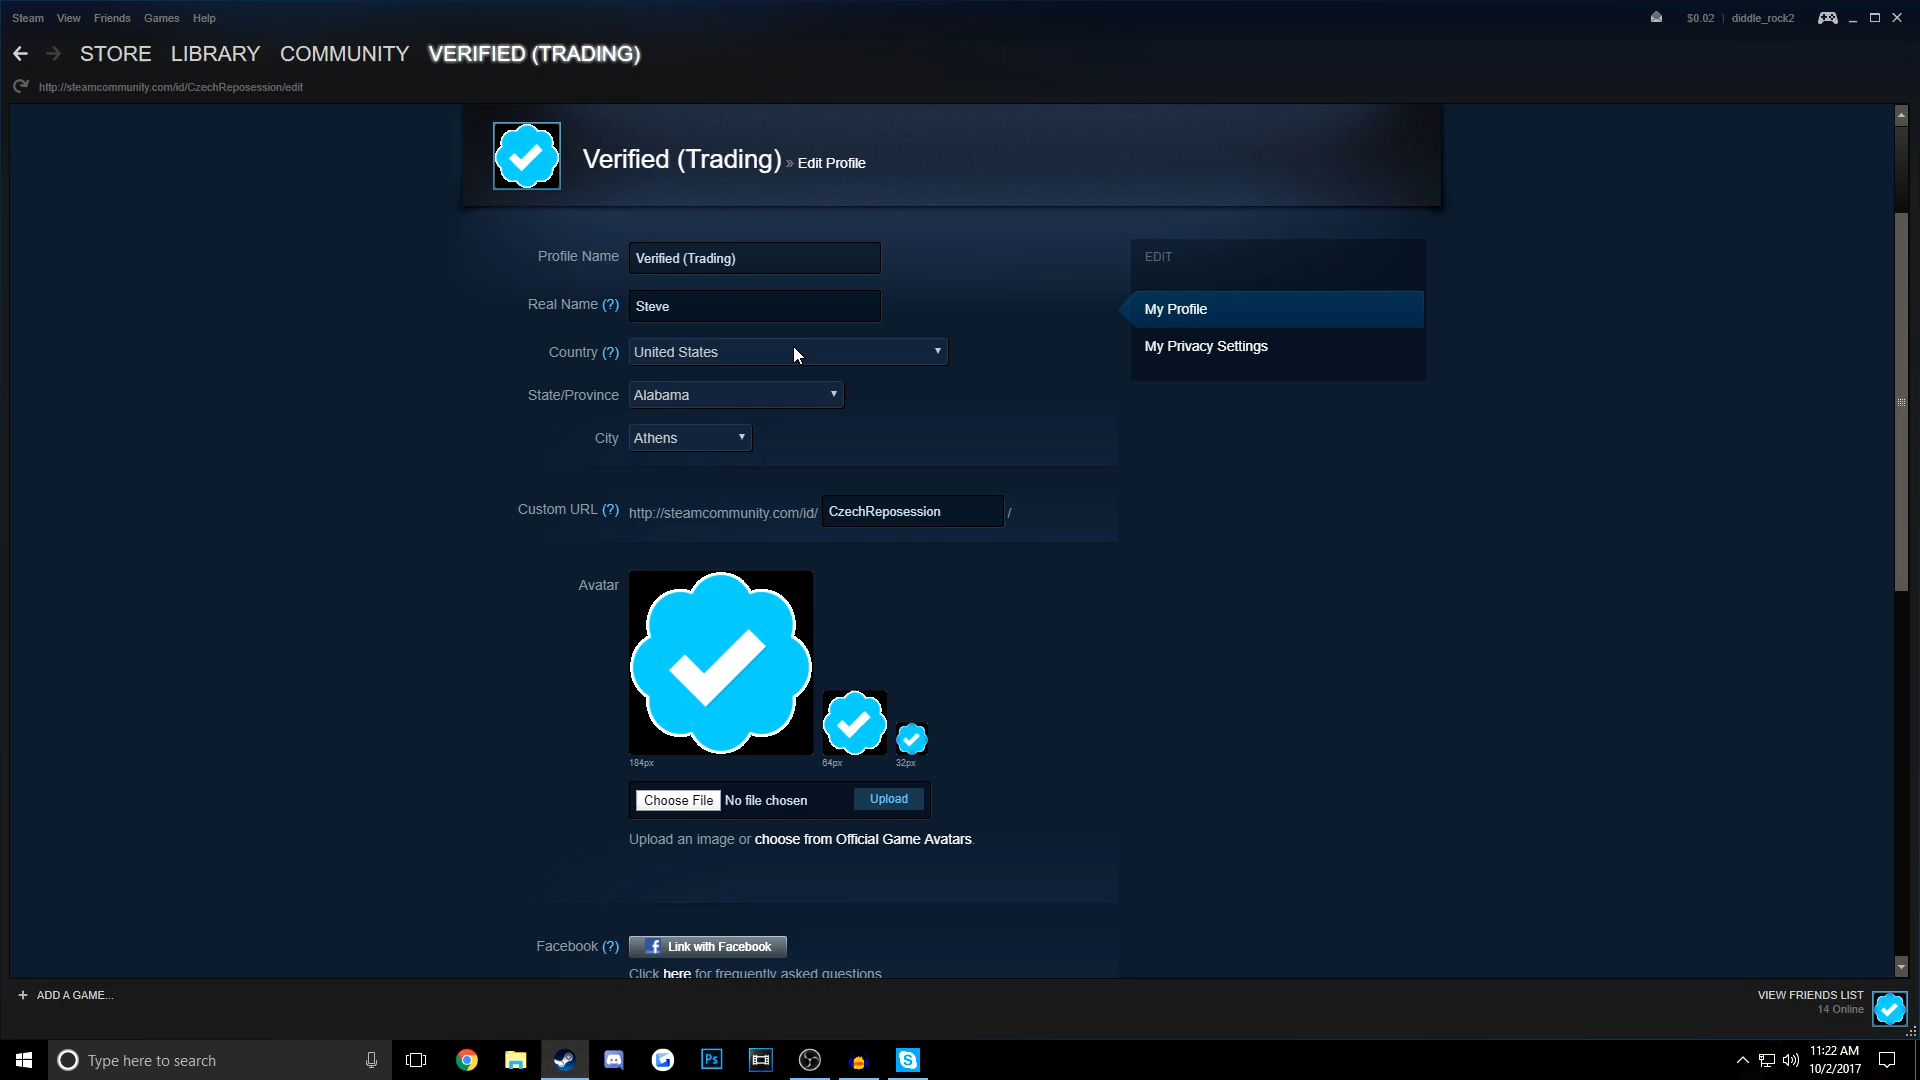 Steam View Friends Games Help
$0.02 | diddle_rock2
STORE LIBRARY COMMUNITY VERIFIED (TRADING)
http://steamcommunity.com/id/CzechReposession/edit
Verified (Trading) » Edit Profile
Profile Name Verified (Trading)
Real Name (?) Steve
Country (?) United States
State/Province Alabama
City Athens
EDIT
My Profile
My Privacy Settings
Custom URL (?) http://steamcommunity.com/id/ CzechReposession /
Avatar
184px 64px 32px
Choose File No file chosen Upload
Upload an image or choose from Official Game Avatars.
Facebook (?) f Link with Facebook
Click here for frequently asked questions
+ ADD A GAME...
VIEW FRIENDS LIST
14 Online
Type here to search
Ps
11:22 AM
10/2/2017